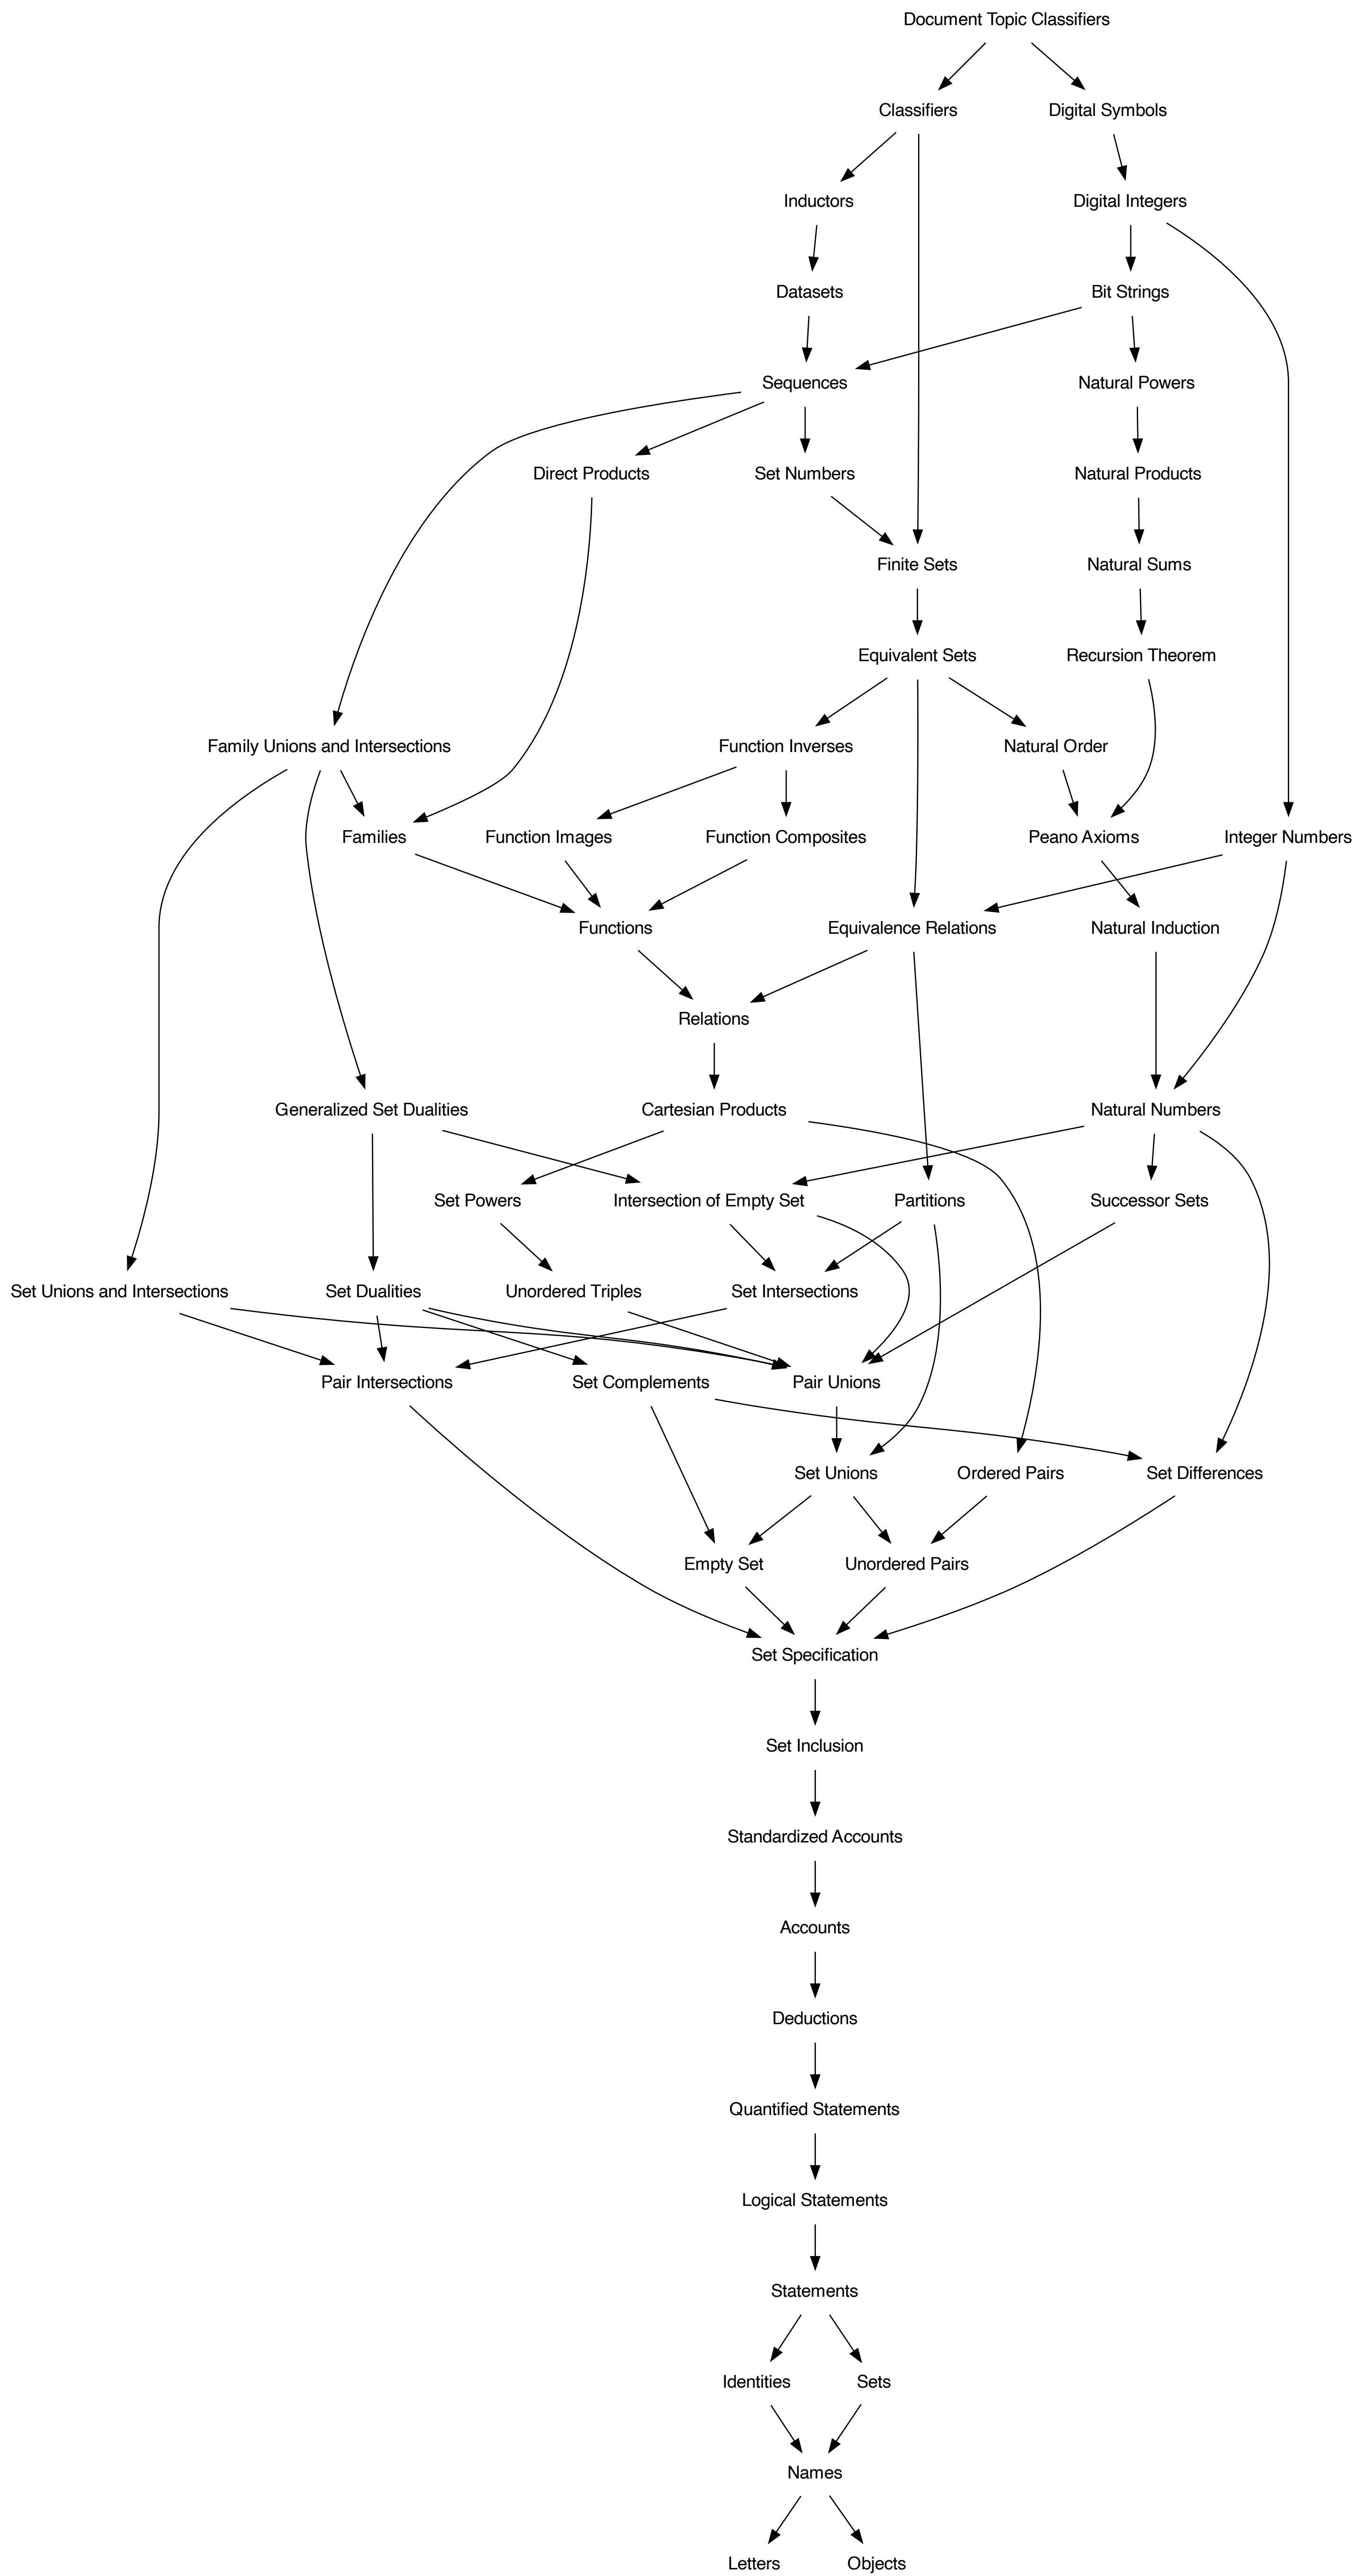 Document Topic Classifiers
Classifiers
Digital Symbols
Inductors
Digital Integers
Datasets
Bit Strings
Sequences
Natural Powers
Direct Products
Set Numbers
Natural Products
Finite Sets
Natural Sums
Equivalent Sets
Recursion Theorem
Family Unions and Intersections
Function Inverses
Natural Order
Families
Function Images
Function Composites
Peano Axioms
Integer Numbers
Functions
Equivalence Relations
Natural Induction
Relations
Generalized Set Dualities
Cartesian Products
Natural Numbers
Set Powers
Intersection of Empty Set
Partitions
Successor Sets
Set Unions and Intersections
Set Dualities
Unordered Triples
Set Intersections
Pair Intersections
Set Complements
Pair Unions
Set Unions
Ordered Pairs
Set Differences
Empty Set
Unordered Pairs
Set Specification
Set Inclusion
Standardized Accounts
Accounts
Deductions
Quantified Statements
Logical Statements
Statements
Identities
Sets
Names
Letters
Objects